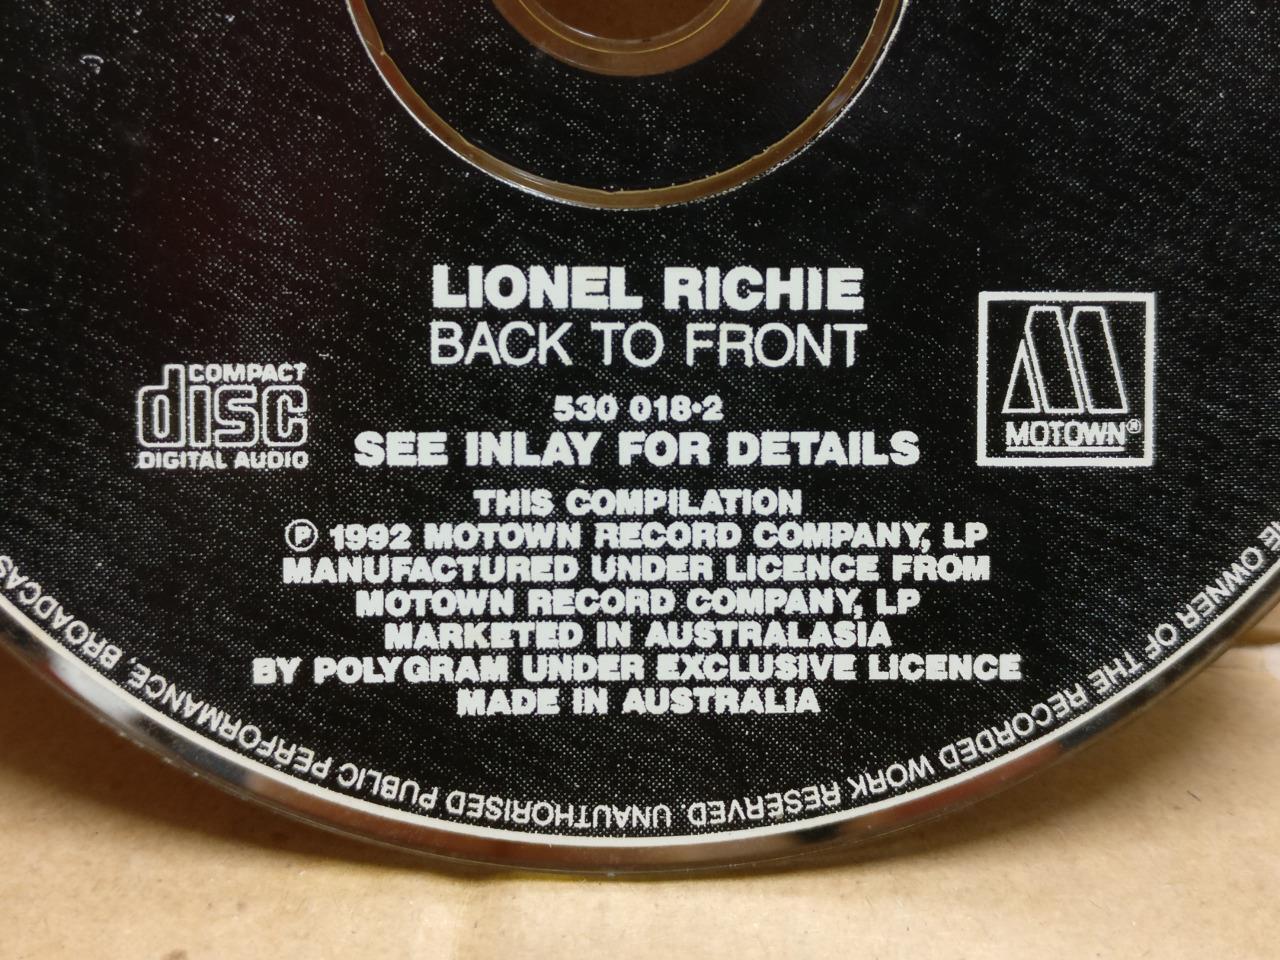 LIONEL RICHIE
BACK TO FRONT
COMPACT
disc
DIGITAL AUDIO
530 018•2
SEE INLAY FOR DETAILS
MOTOWN®
THIS COMPILATION
℗ 1992 MOTOWN RECORD COMPANY, LP
MANUFACTURED UNDER LICENCE FROM
MOTOWN RECORD COMPANY, LP
MARKETED IN AUSTRALASIA
BY POLYGRAM UNDER EXCLUSIVE LICENCE
MADE IN AUSTRALIA
OWNER OF THE RECORDED WORK RESERVED. UNAUTHORISED PUBLIC PERFORMANCE, BROADCAS